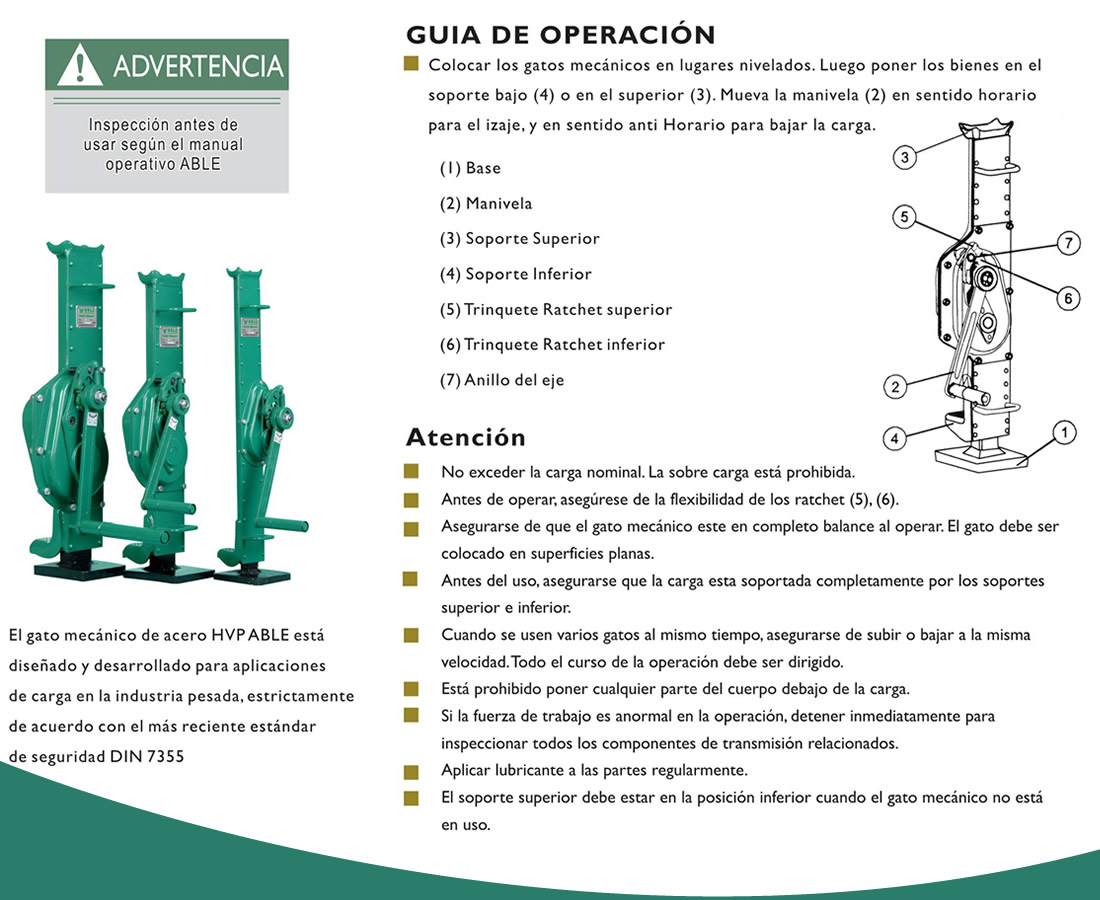 ADVERTENCIA
Inspección antes de
usar según el manual
operativo ABLE
El gato mecánico de acero HVP ABLE está
diseñado y desarrollado para aplicaciones
de carga en la industria pesada, estrictamente
de acuerdo con el más reciente estándar
de seguridad DIN 7355
GUIA DE OPERACIÓN
Colocar los gatos mecánicos en lugares nivelados. Luego poner los bienes en el
soporte bajo (4) o en el superior (3). Mueva la manivela (2) en sentido horario
para el izaje, y en sentido anti Horario para bajar la carga.
(1) Base
(2) Manivela
(3) Soporte Superior
(4) Soporte Inferior
(5) Trinquete Ratchet superior
(6) Trinquete Ratchet inferior
(7) Anillo del eje
3
5
7
6
2
4
1
Atención
No exceder la carga nominal. La sobre carga está prohibida.
Antes de operar, asegúrese de la flexibilidad de los ratchet (5), (6).
Asegurarse de que el gato mecánico este en completo balance al operar. El gato debe ser
colocado en superficies planas.
Antes del uso, asegurarse que la carga esta soportada completamente por los soportes
superior e inferior.
Cuando se usen varios gatos al mismo tiempo, asegurarse de subir o bajar a la misma
velocidad. Todo el curso de la operación debe ser dirigido.
Está prohibido poner cualquier parte del cuerpo debajo de la carga.
Si la fuerza de trabajo es anormal en la operación, detener inmediatamente para
inspeccionar todos los componentes de transmisión relacionados.
Aplicar lubricante a las partes regularmente.
El soporte superior debe estar en la posición inferior cuando el gato mecánico no está
en uso.